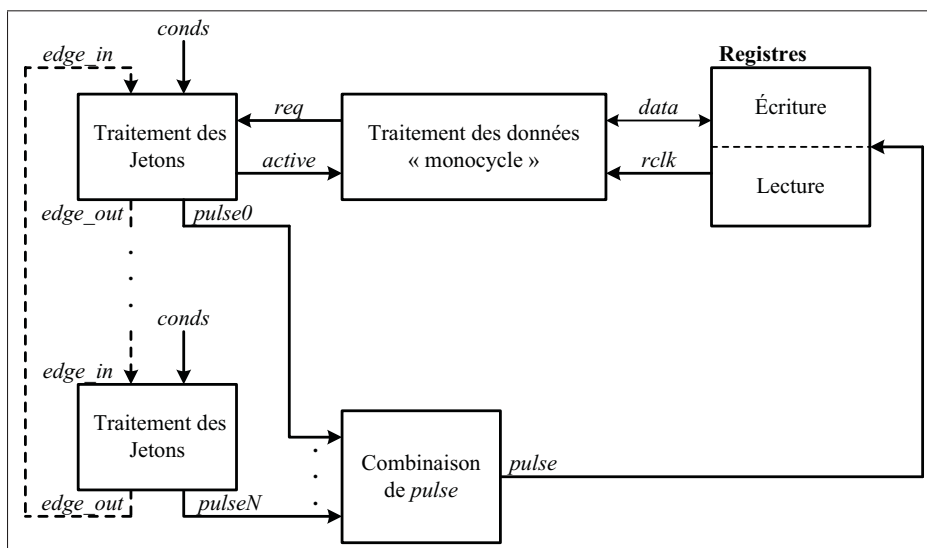 conds
edge_in
Registres
Traitement des
Jetons
req
active
Traitement des données
« monocycle »
data
rclk
Écriture
Lecture
edge_out
pulse0
conds
edge_in
Traitement des
Jetons
edge_out
pulseN
Combinaison
de pulse
pulse